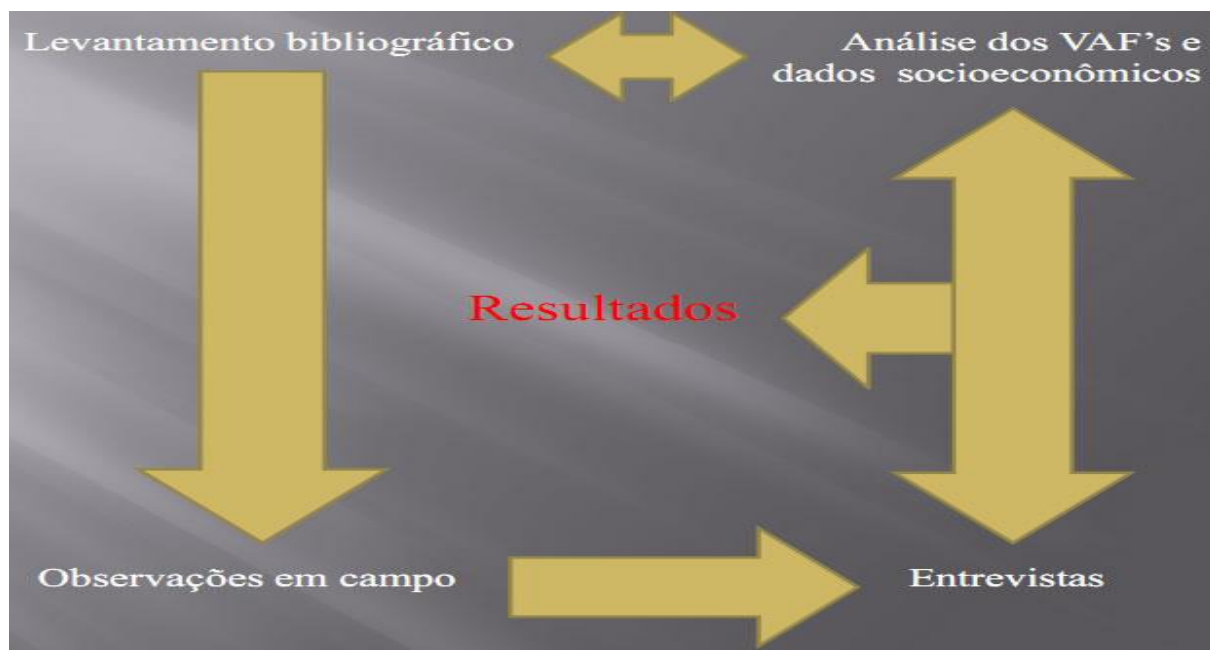 Levantamento bibliográfico
Análise dos VAF’s e
dados socioeconômicos
Resultados
Observações em campo
Entrevistas